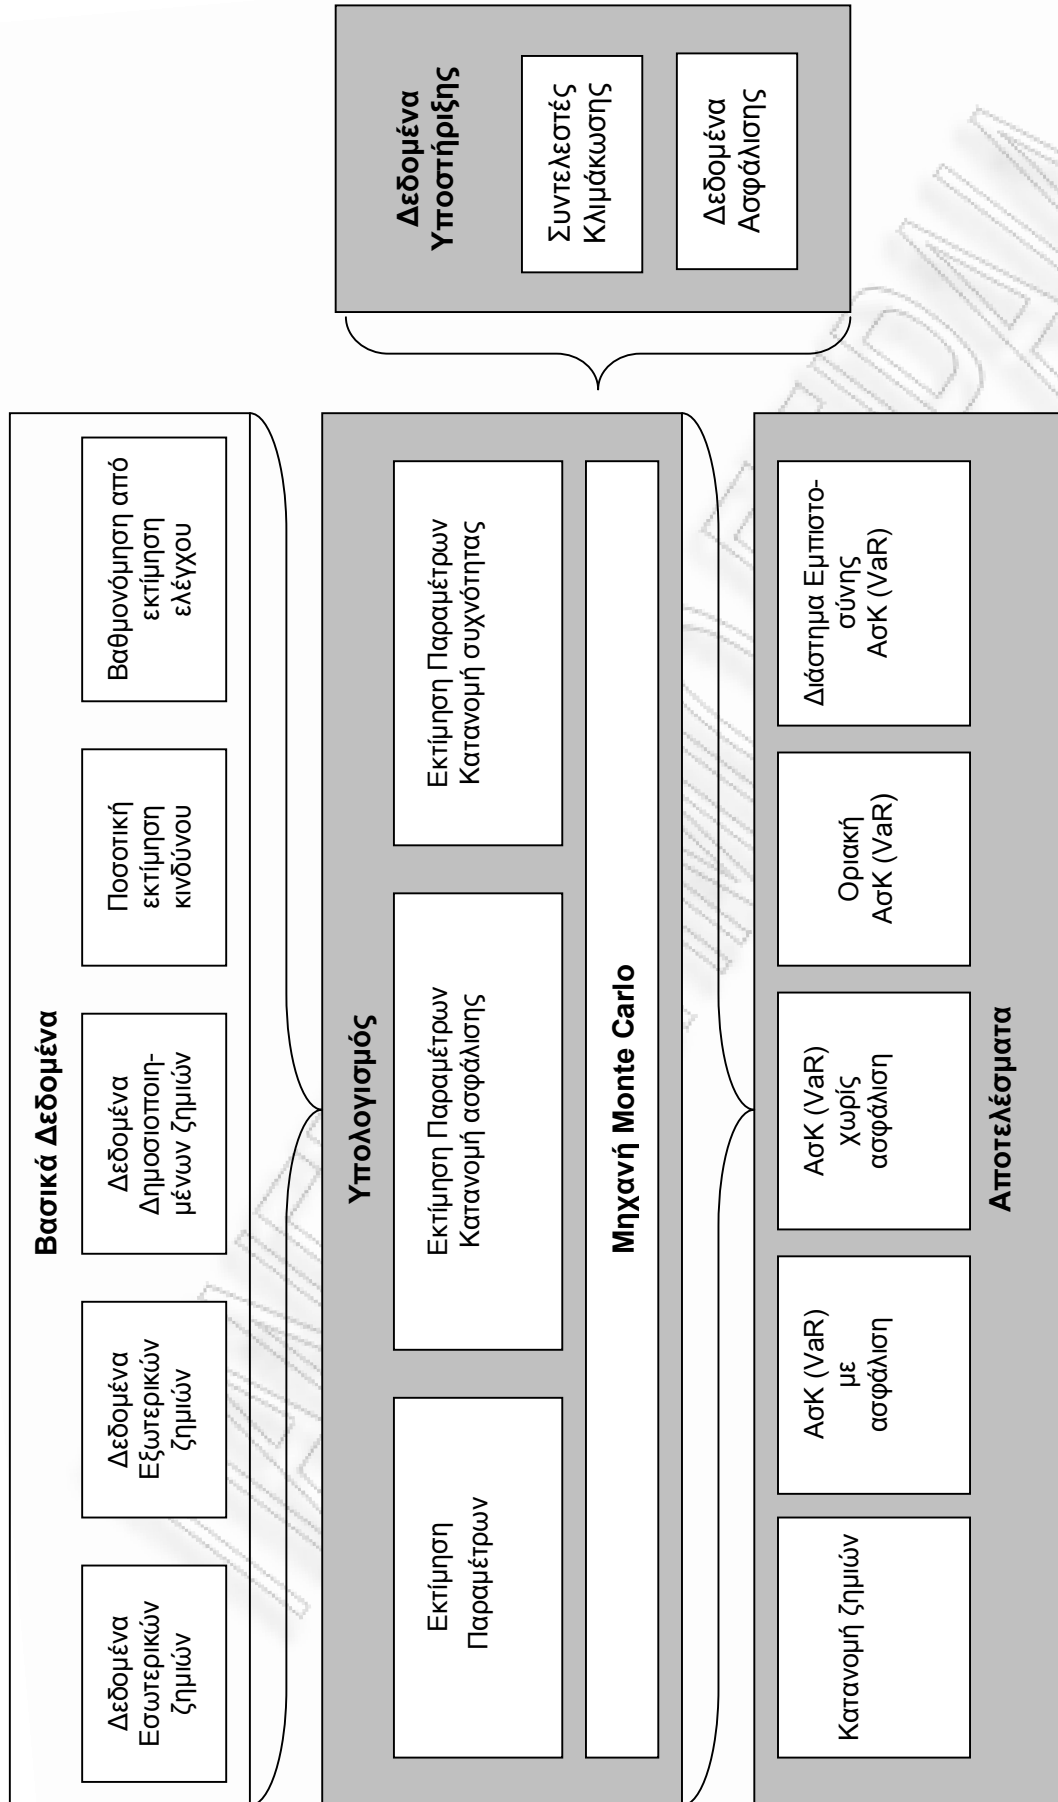 Βασικά Δεδομένα
Δεδομένα
Εσωτερικών
ζημιών
Δεδομένα
Εξωτερικών
ζημιών
Δεδομένα
Δημοσιοποιη-
μένων ζημιών
Ποσοτική
εκτίμηση
κινδύνου
Βαθμονόμηση από
εκτίμηση
ελέγχου
Υπολογισμός
Εκτίμηση
Παραμέτρων
Εκτίμηση Παραμέτρων
Κατανομή ασφάλισης
Εκτίμηση Παραμέτρων
Κατανομή συχνότητας
Μηχανή Monte Carlo
Δεδομένα
Υποστήριξης
Συντελεστές
Κλιμάκωσης
Δεδομένα
Ασφάλισης
Κατανομή ζημιών
ΑσΚ (VaR)
με
ασφάλιση
ΑσΚ (VaR)
χωρίς
ασφάλιση
Οριακή
ΑσΚ (VaR)
Διάστημα Εμπιστο-
σύνης
ΑσΚ (VaR)
Αποτελέσματα